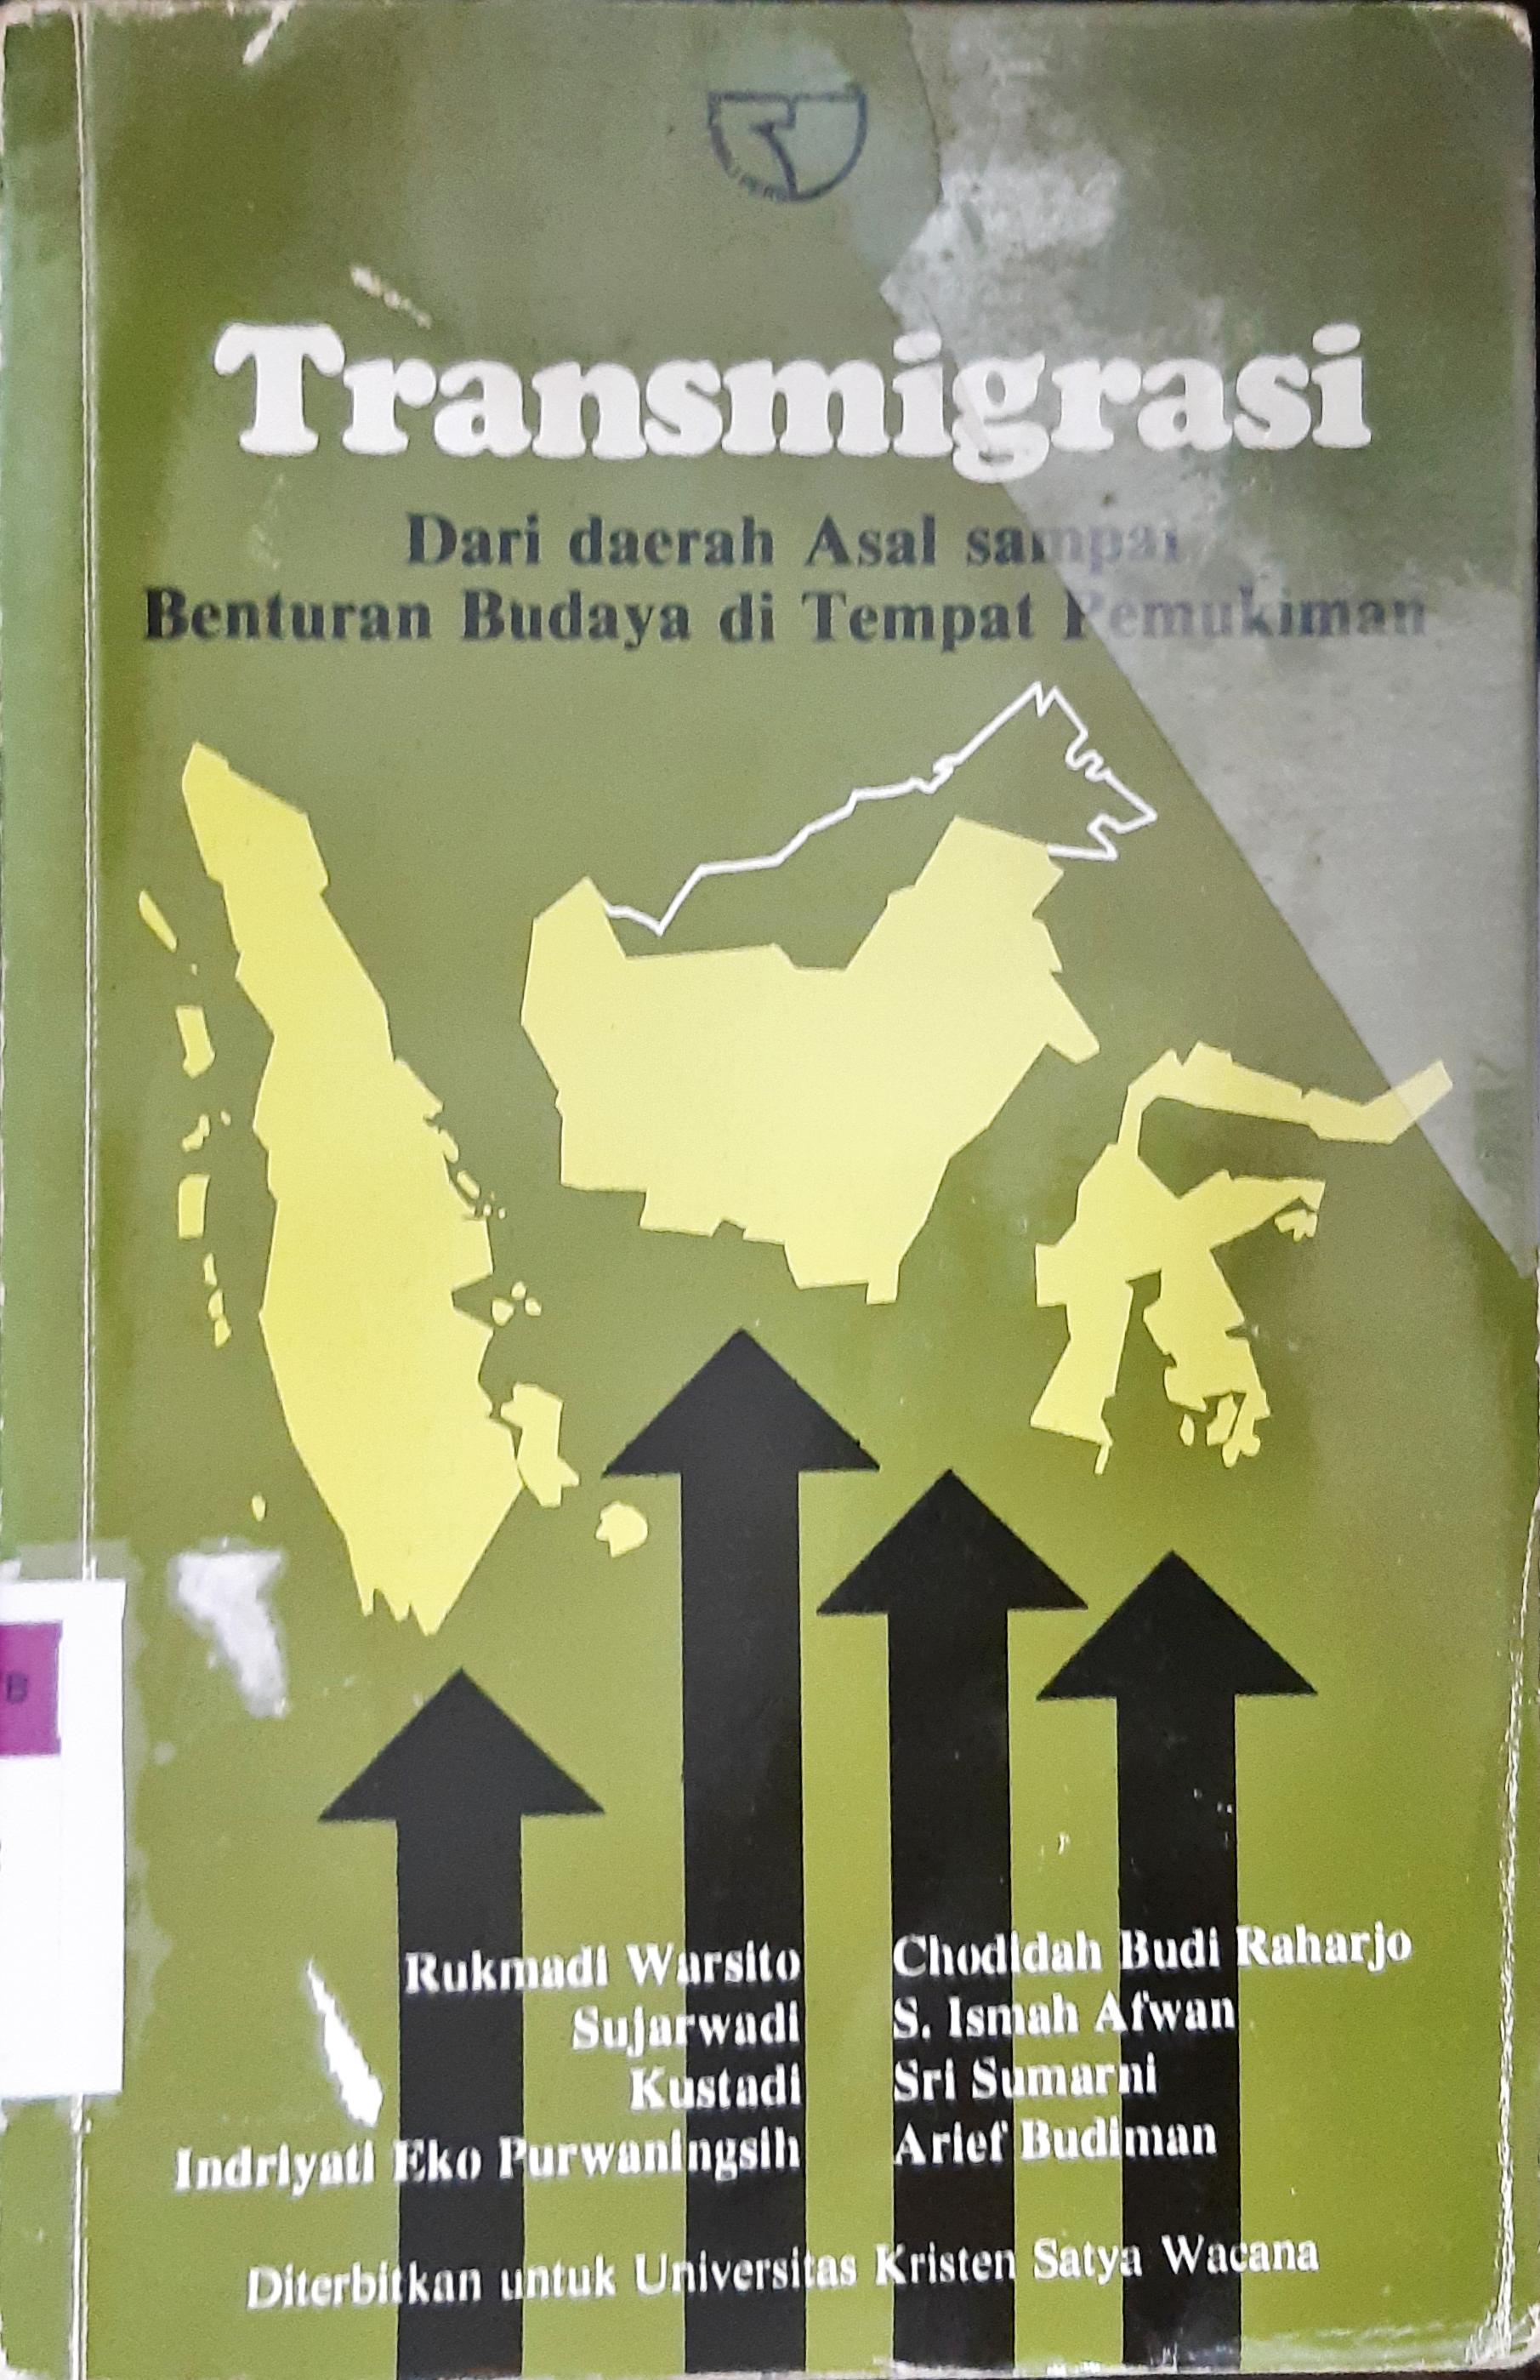 Transmigrasi
Dari daerah Asal sampai
Benturan Budaya di Tempat Pemukiman
Rukmadi Warsito
Sujarwadi
Kustadi
Indriyati Eko Purwaningsih
Chodidah Budi Raharjo
S. Ismah Afwan
Sri Sumarni
Arief Budiman
Diterbitkan untuk Universitas Kristen Satya Wacana